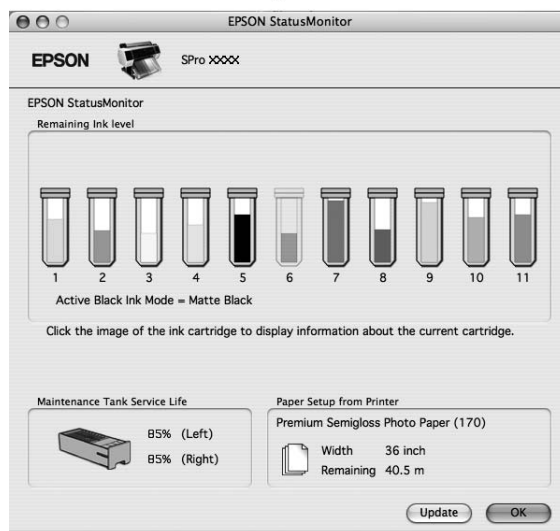 EPSON StatusMonitor
EPSON
SPro XXXX
EPSON StatusMonitor
Remaining Ink level
1 2 3 4 5 6 7 8 9 10 11
Active Black Ink Mode = Matte Black
Click the image of the ink cartridge to display information about the current cartridge.
Maintenance Tank Service Life
85% (Left)
85% (Right)
Paper Setup from Printer
Premium Semigloss Photo Paper (170)
Width 36 inch
Remaining 40.5 m
Update
OK